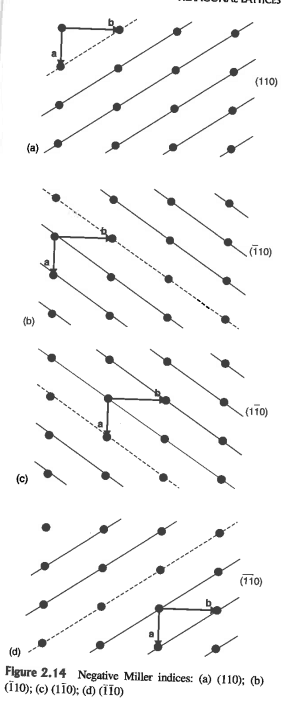 HEXAGONAL LATTICES
b
a
(110)
(a)
b
a
(1̅10)
(b)
b
a
(11̅0)
(c)
(1̅1̅0)
b
a
(d)
Figure 2.14 Negative Miller indices: (a) (110); (b)
(1̅10); (c) (11̅0); (d) (1̅1̅0)